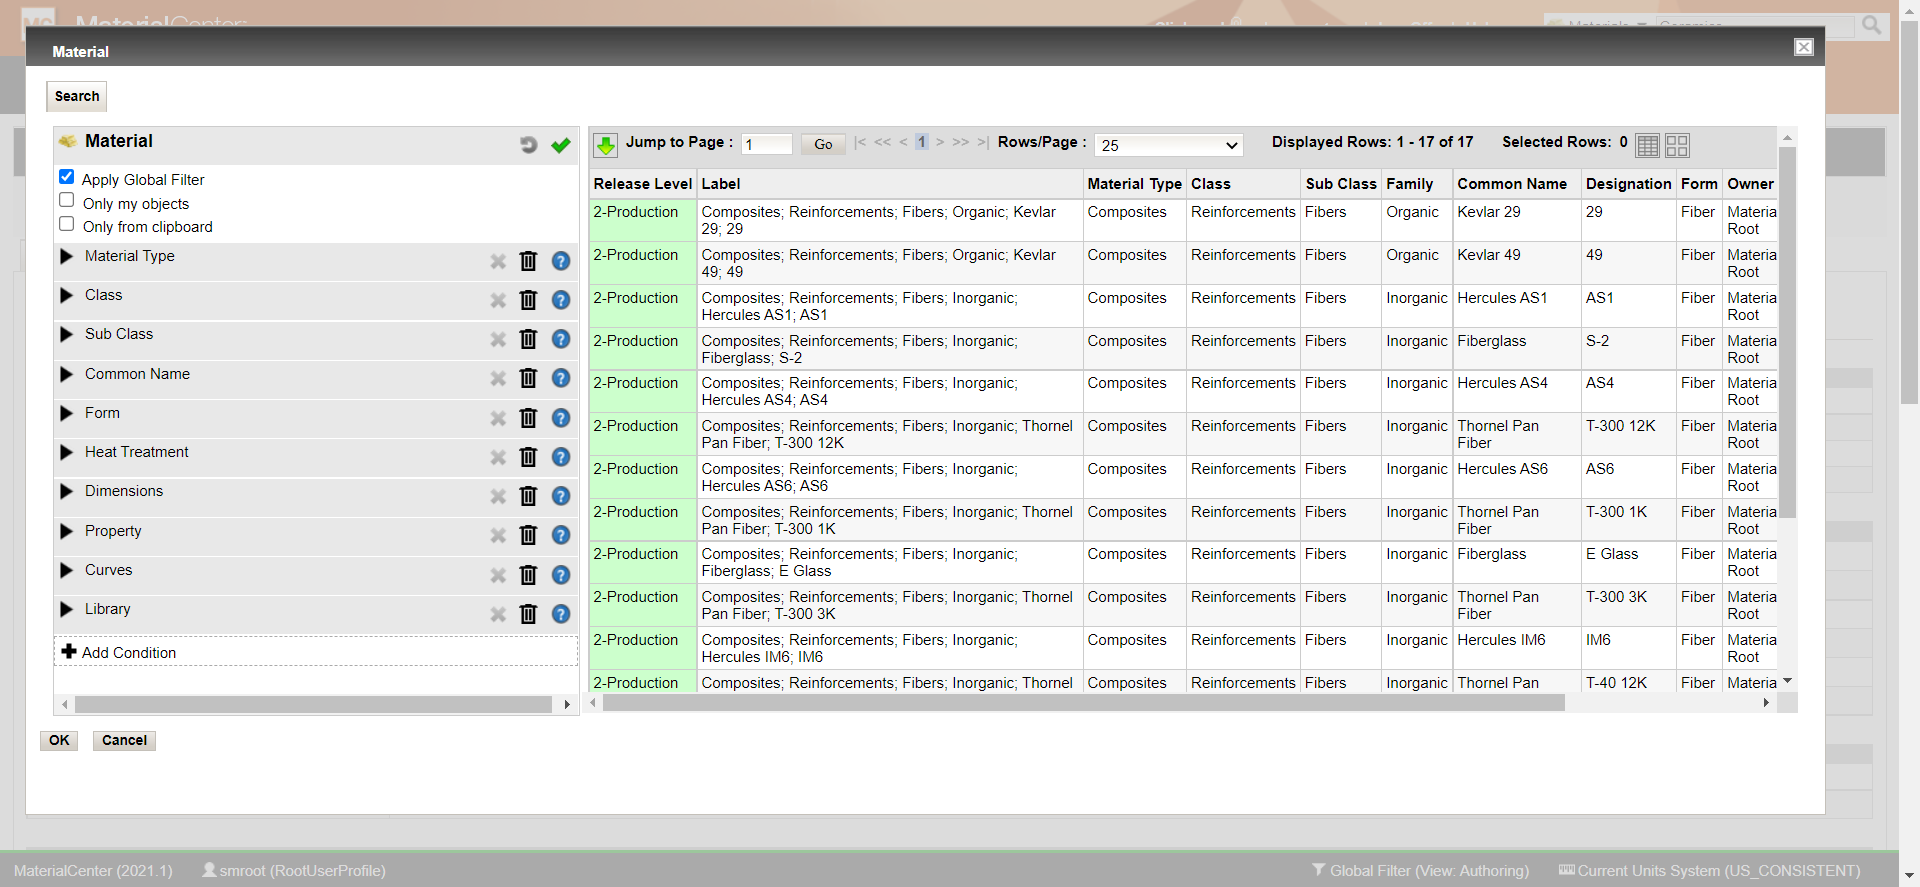 Material
Search
Material
Apply Global Filter
Only my objects
Only from clipboard
Material Type
Class
Sub Class
Common Name
Form
Heat Treatment
Dimensions
Property
Curves
Library
Add Condition
Jump to Page : 1 Go |< << < 1 > >> >| Rows/Page : 25 Displayed Rows: 1 - 17 of 17 Selected Rows: 0
Release Level Label Material Type Class Sub Class Family Common Name Designation Form Owner
2-Production Composites; Reinforcements; Fibers; Organic; Kevlar Composites Reinforcements Fibers Organic Kevlar 29 29 Fiber Materia
29; 29 Root
2-Production Composites; Reinforcements; Fibers; Organic; Kevlar Composites Reinforcements Fibers Organic Kevlar 49 49 Fiber Materia
49; 49 Root
2-Production Composites; Reinforcements; Fibers; Inorganic; Composites Reinforcements Fibers Inorganic Hercules AS1 AS1 Fiber Materia
Hercules AS1; AS1 Root
2-Production Composites; Reinforcements; Fibers; Inorganic; Composites Reinforcements Fibers Inorganic Fiberglass S-2 Fiber Materia
Fiberglass; S-2 Root
2-Production Composites; Reinforcements; Fibers; Inorganic; Composites Reinforcements Fibers Inorganic Hercules AS4 AS4 Fiber Materia
Hercules AS4; AS4 Root
2-Production Composites; Reinforcements; Fibers; Inorganic; Thornel Composites Reinforcements Fibers Inorganic Thornel Pan T-300 12K Fiber Materia
Pan Fiber; T-300 12K Fiber Root
2-Production Composites; Reinforcements; Fibers; Inorganic; Composites Reinforcements Fibers Inorganic Hercules AS6 AS6 Fiber Materia
Hercules AS6; AS6 Root
2-Production Composites; Reinforcements; Fibers; Inorganic; Thornel Composites Reinforcements Fibers Inorganic Thornel Pan T-300 1K Fiber Materia
Pan Fiber; T-300 1K Fiber Root
2-Production Composites; Reinforcements; Fibers; Inorganic; Composites Reinforcements Fibers Inorganic Fiberglass E Glass Fiber Materia
Fiberglass; E Glass Root
2-Production Composites; Reinforcements; Fibers; Inorganic; Thornel Composites Reinforcements Fibers Inorganic Thornel Pan T-300 3K Fiber Materia
Pan Fiber; T-300 3K Fiber Root
2-Production Composites; Reinforcements; Fibers; Inorganic; Composites Reinforcements Fibers Inorganic Hercules IM6 IM6 Fiber Materia
Hercules IM6; IM6 Root
2-Production Composites; Reinforcements; Fibers; Inorganic; Thornel Composites Reinforcements Fibers Inorganic Thornel Pan T-40 12K Fiber Materia
OK Cancel
MaterialCenter (2021.1) smroot (RootUserProfile) Global Filter (View: Authoring) Current Units System (US_CONSISTENT)